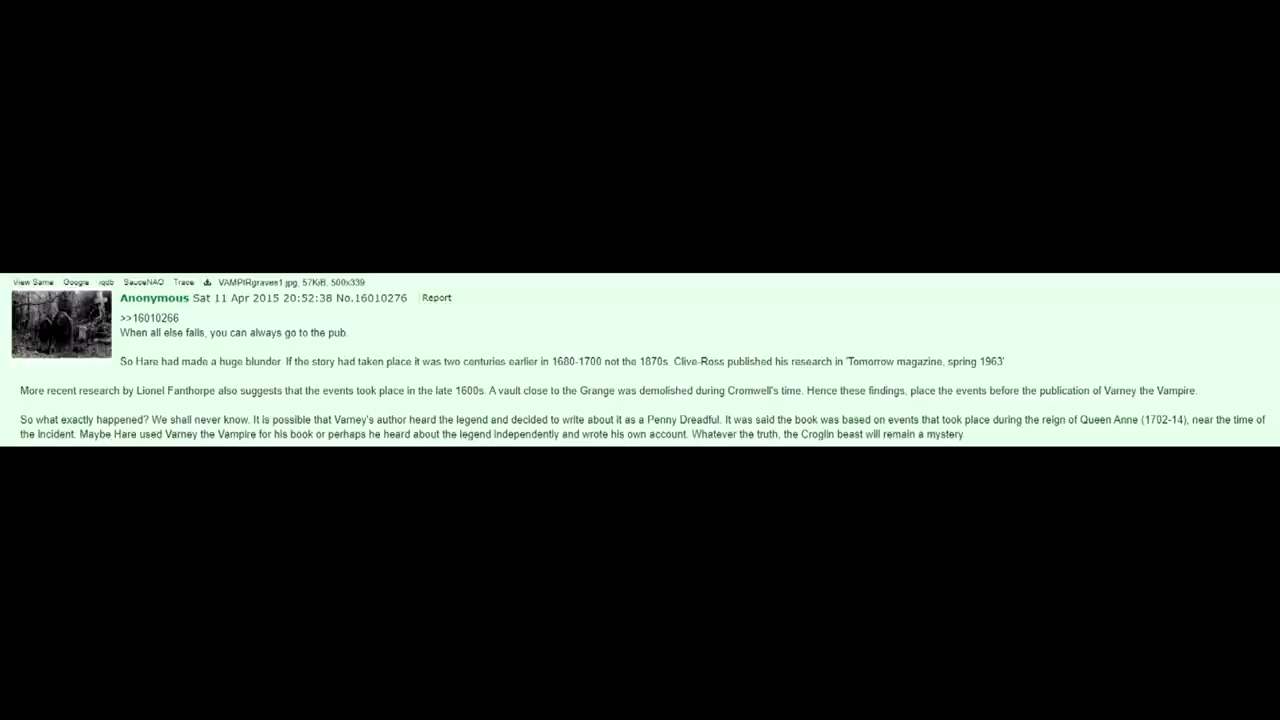 View Same Google iqdb SauceNAO Trace VAMPIRgraves1.jpg, 57KiB, 500x339
Anonymous Sat 11 Apr 2015 20:52:38 No.16010276 Report
>>16010266
When all else fails, you can always go to the pub.
So Hare had made a huge blunder. If the story had taken place it was two centuries earlier in 1680-1700 not the 1870s. Clive-Ross published his research in 'Tomorrow magazine, spring 1963'
More recent research by Lionel Fanthorpe also suggests that the events took place in the late 1600s. A vault close to the Grange was demolished during Cromwell's time. Hence these findings, place the events before the publication of Varney the Vampire.
So what exactly happened? We shall never know. It is possible that Varney's author heard the legend and decided to write about it as a Penny Dreadful. It was said the book was based on events that took place during the reign of Queen Anne (1702-14), near the time of
the incident. Maybe Hare used Varney the Vampire for his book or perhaps he heard about the legend independently and wrote his own account. Whatever the truth, the Croglin beast will remain a mystery